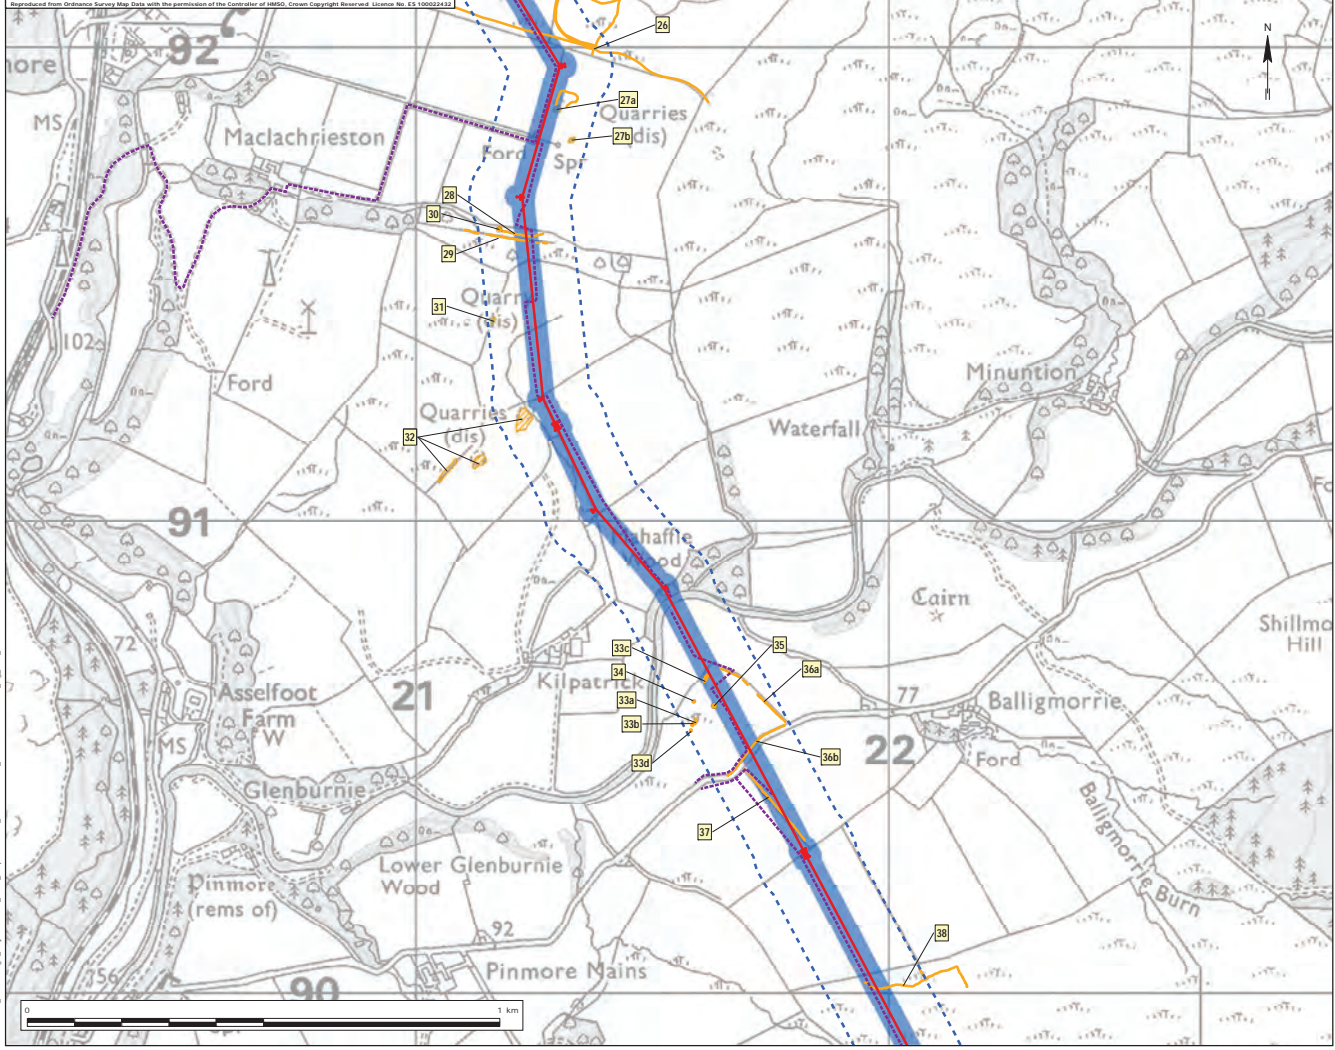 Reproduced from Ordnance Survey Map Data with the permission of the Controller of HMSO, Crown Copyright Reserved Licence No. ES 100022432
26
N
92
ore
MS
27a
Quarries
(dis)
27b
Maclachrieston
Ford
Spr
28
30
29
31
Quarr
(dis)
102
Ford
Minuntion
Quarries
(dis)
32
Waterfall
91
Mahaffie
Wood
Cairn
Shillmo
Hill
72
33c
35
34
36a
Kilpatrick
33a
33b
33d
36b
Asselfoot
Farm
W
21
77
Balligmorrie
MS
22
Ford
Glenburnie
Balligmorrie Burn
37
Lower Glenburnie
Wood
Pinmore
(rems of)
92
38
756
90
Pinmore Mains
0
1 km